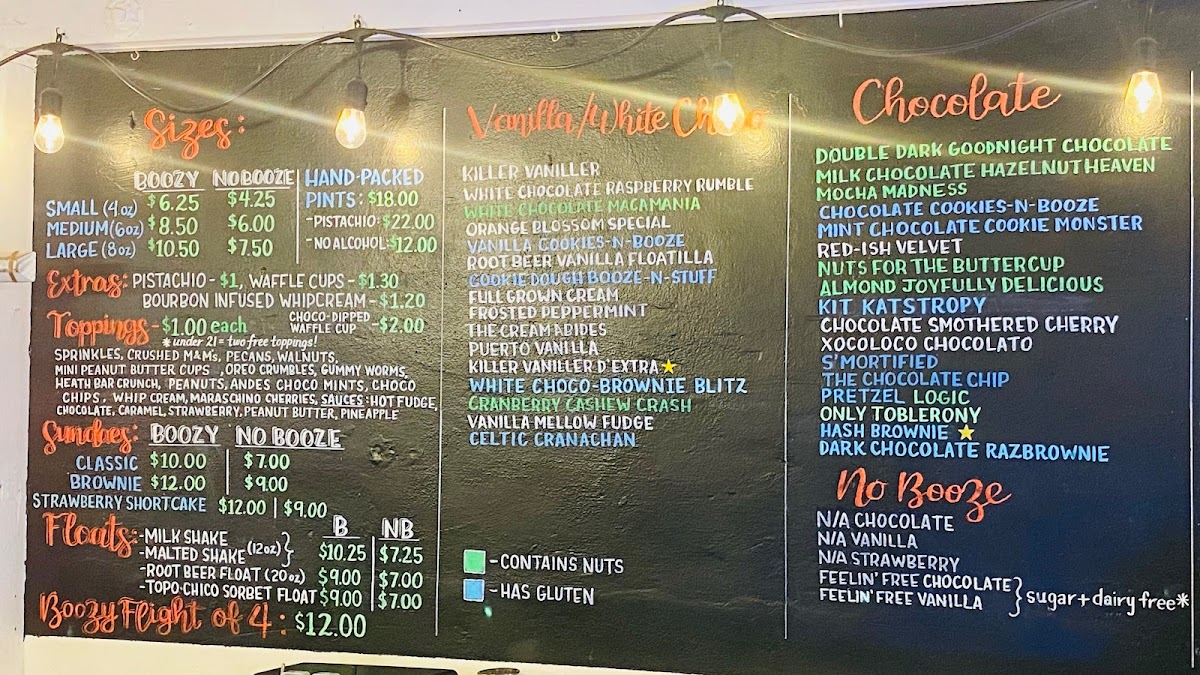 Sizes:
BOOZY NO BOOZE
SMALL (4oz) $6.25 $4.25
MEDIUM (6oz) $8.50 $6.00
LARGE (8oz) $10.50 $7.50
HAND-PACKED
PINTS: $18.00
-PISTACHIO: $22.00
-NO ALCOHOL: $12.00
Extras: PISTACHIO - $1, WAFFLE CUPS - $1.30
BOURBON INFUSED WHIPCREAM - $1.20
Toppings - $1.00 each
CHOCO-DIPPED
WAFFLE CUP - $2.00
*under 21 = two free toppings!
SPRINKLES, CRUSHED M&Ms, PECANS, WALNUTS,
MINI PEANUT BUTTER CUPS, OREO CRUMBLES, GUMMY WORMS,
HEATH BAR CRUNCH, PEANUTS, ANDES CHOCO MINTS, CHOCO
CHIPS, WHIP CREAM, MARASCHINO CHERRIES, SAUCES: HOT FUDGE,
CHOCOLATE, CARAMEL, STRAWBERRY, PEANUT BUTTER, PINEAPPLE
Sundaes: BOOZY NO BOOZE
CLASSIC $10.00 $7.00
BROWNIE $12.00 $9.00
STRAWBERRY SHORTCAKE $12.00 $9.00
Floats: B NB
-MILK SHAKE
-MALTED SHAKE (12oz) $10.25 $7.25
-ROOT BEER FLOAT (20oz) $9.00 $7.00
-TOPO-CHICO SORBET FLOAT $9.00 $7.00
Boozy Flight of 4: $12.00
Vanilla/White Choco
KILLER VANILLER
WHITE CHOCOLATE RASPBERRY RUMBLE
WHITE CHOCOLATE MACAMANIA
ORANGE BLOSSOM SPECIAL
VANILLA COOKIES-N-BOOZE
ROOT BEER VANILLA FLOATILLA
COOKIE DOUGH BOOZE-N-STUFF
FULL GROWN CREAM
FROSTED PEPPERMINT
THE CREAM ABIDES
PUERTO VANILLA
KILLER VANILLER D'EXTRA
WHITE CHOCO-BROWNIE BLITZ
CRANBERRY CASHEW CRASH
VANILLA MELLOW FUDGE
CELTIC CRANACHAN
-CONTAINS NUTS
-HAS GLUTEN
Chocolate
DOUBLE DARK GOODNIGHT CHOCOLATE
MILK CHOCOLATE HAZELNUT HEAVEN
MOCHA MADNESS
CHOCOLATE COOKIES-N-BOOZE
MINT CHOCOLATE COOKIE MONSTER
RED-ISH VELVET
NUTS FOR THE BUTTERCUP
ALMOND JOYFULLY DELICIOUS
KIT KATSTROPY
CHOCOLATE SMOTHERED CHERRY
XOCOLOCO CHOCOLATO
S'MORTIFIED
THE CHOCOLATE CHIP
PRETZEL LOGIC
ONLY TOBLERONY
HASH BROWNIE
DARK CHOCOLATE RAZBROWNIE
No Booze
N/A CHOCOLATE
N/A VANILLA
N/A STRAWBERRY
FEELIN' FREE CHOCOLATE
FEELIN' FREE VANILLA
sugar + dairy free*